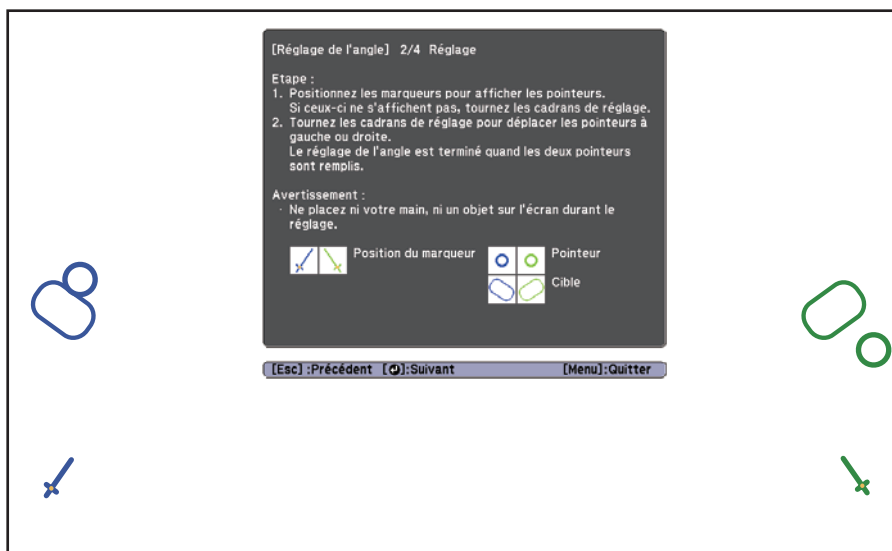 [Réglage de l'angle] 2/4 Réglage
Etape :
1. Positionnez les marqueurs pour afficher les pointeurs.
Si ceux-ci ne s'affichent pas, tournez les cadrans de réglage.
2. Tournez les cadrans de réglage pour déplacer les pointeurs à
gauche ou droite.
Le réglage de l'angle est terminé quand les deux pointeurs
sont remplis.
Avertissement :
· Ne placez ni votre main, ni un objet sur l'écran durant le
réglage.
Position du marqueur
Pointeur
Cible
[Esc] :Précédent [↵]:Suivant [Menu]:Quitter